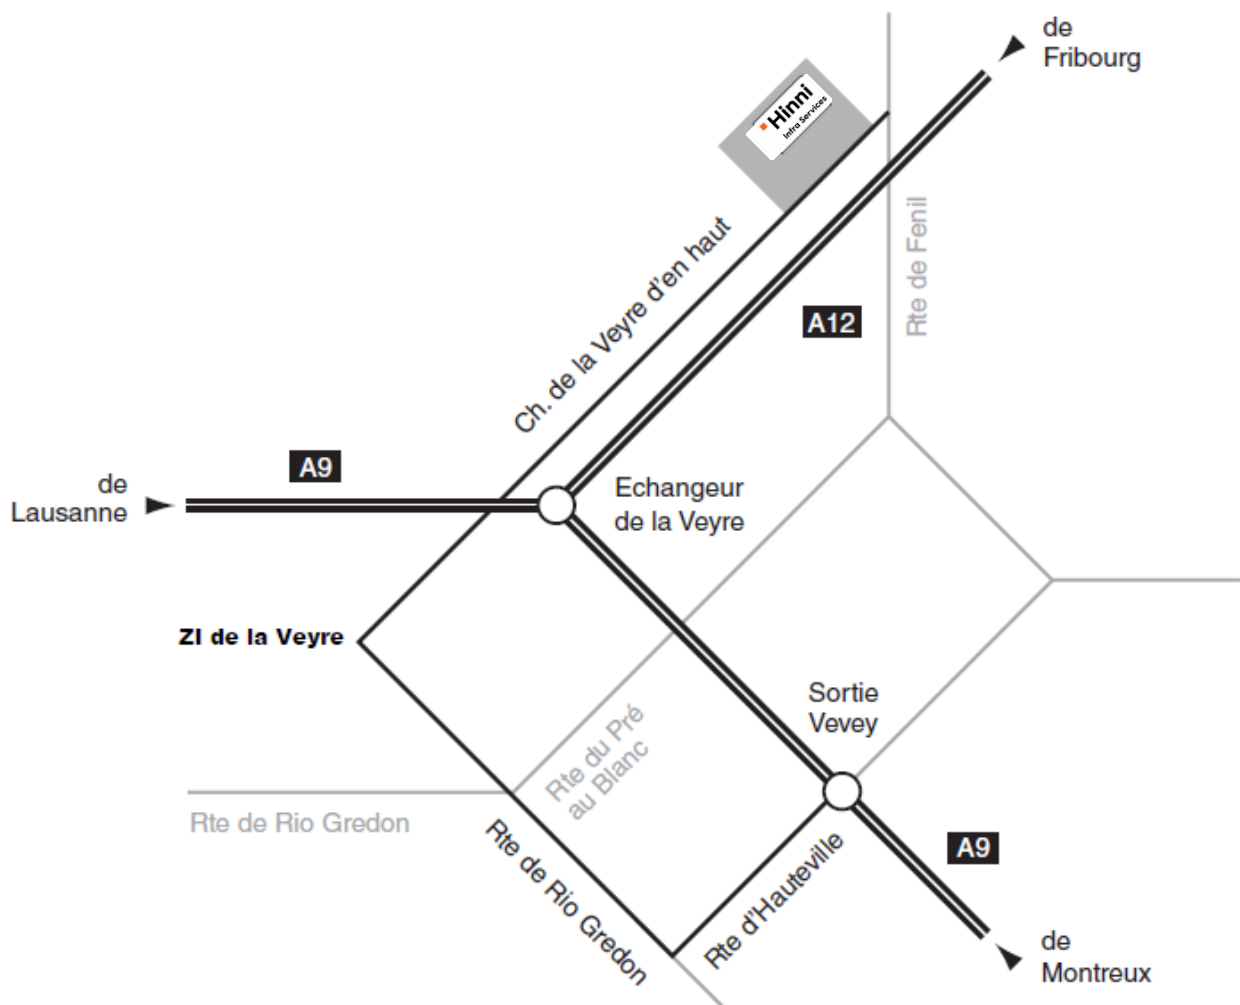 de
Fribourg
Hinni
Infra Services
Rte de Fenil
Ch. de la Veyre d'en haut
A12
A9
de
Lausanne
Echangeur
de la Veyre
ZI de la Veyre
Sortie
Vevey
Rte du Pré
au Blanc
Rte de Rio Gredon
Rte de Rio Gredon
Rte d'Hauteville
A9
de
Montreux